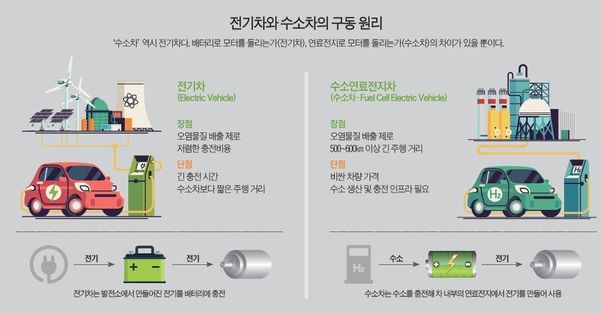 전기차와 수소차의 구동 원리
‘수소차’ 역시 전기차다. 배터리로 모터를 돌리는가(전기차), 연료전지로 모터를 돌리는가(수소차)의 차이가 있을 뿐이다.
전기차
(Electric Vehicle)
장점
오염물질 배출 제로
저렴한 충전비용
단점
긴 충전 시간
수소차보다 짧은 주행 거리
전기
전기
전기차는 발전소에서 만들어진 전기를 배터리에 충전
수소연료전지차
(수소차·Fuel Cell Electric Vehicle)
장점
오염물질 배출 제로
500~600km 이상 긴 주행 거리
단점
비싼 차량 가격
수소 생산 및 충전 인프라 필요
H2
H2
H2
수소
전기
수소차는 수소를 충전해 차 내부의 연료전지에서 전기를 만들어 사용